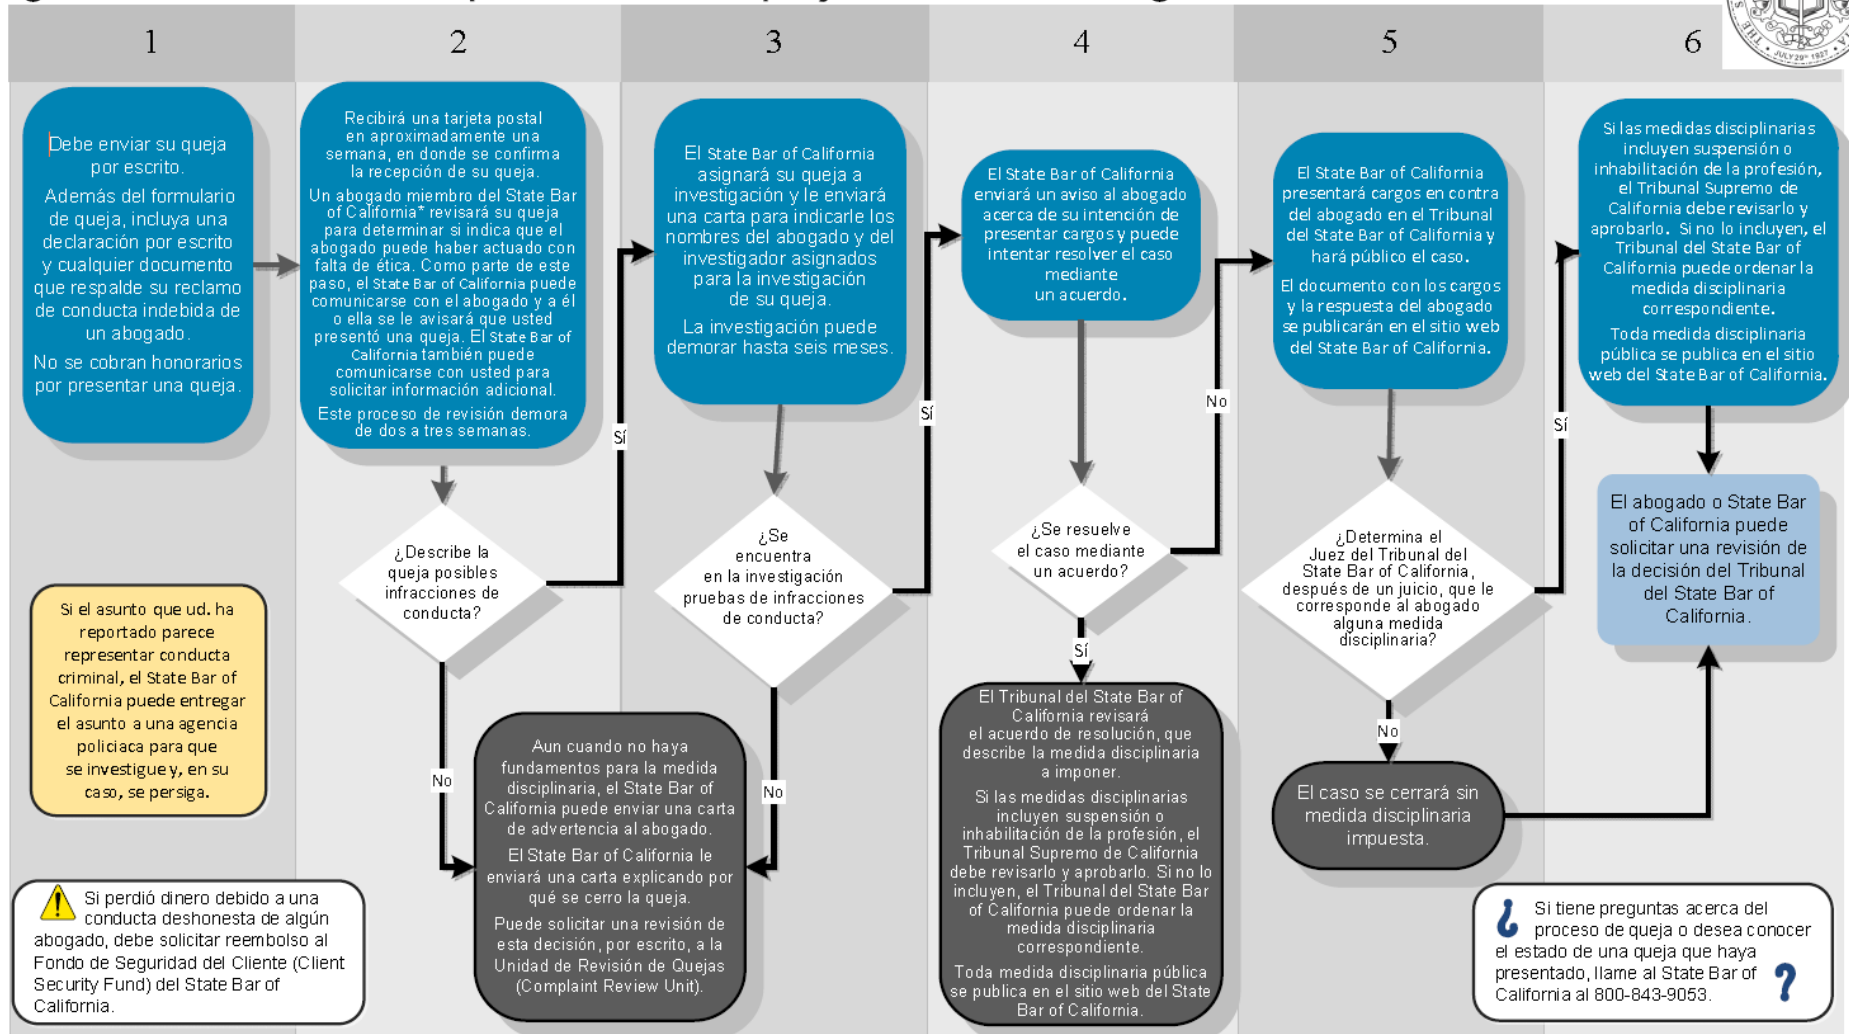 1
2
3
4
5
6
JULY 29th 1927
Debe enviar su queja
por escrito.
Además del formulario
de queja, incluya una
declaración por escrito
y cualquier documento
que respalde su reclamo
de conducta indebida de
un abogado.
No se cobran honorarios
por presentar una queja.
Si el asunto que ud. ha
reportado parece
representar conducta
criminal, el State Bar of
California puede entregar
el asunto a una agencia
policiaca para que
se investigue y, en su
caso, se persiga.
Si perdió dinero debido a una
conducta deshonesta de algún
abogado, debe solicitar reembolso al
Fondo de Seguridad del Cliente (Client
Security Fund) del State Bar of
California.
Recibirá una tarjeta postal
en aproximadamente una
semana, en donde se confirma
la recepción de su queja.
Un abogado miembro del State Bar
of California* revisará su queja
para determinar si indica que el
abogado puede haber actuado con
falta de ética. Como parte de este
paso, el State Bar of California puede
comunicarse con el abogado y a él
o ella se le avisará que usted
presentó una queja. El State Bar of
California también puede
comunicarse con usted para
solicitar información adicional.
Este proceso de revisión demora
de dos a tres semanas.
¿Describe la
queja posibles
infracciones de
conducta?
Sí
No
Aun cuando no haya
fundamentos para la medida
disciplinaria, el State Bar of
California puede enviar una carta
de advertencia al abogado.
El State Bar of California le
enviará una carta explicando por
qué se cerro la queja.
Puede solicitar una revisión de
esta decisión, por escrito, a la
Unidad de Revisión de Quejas
(Complaint Review Unit).
El State Bar of California
asignará su queja a
investigación y le enviará
una carta para indicarle los
nombres del abogado y del
investigador asignados
para la investigación
de su queja.
La investigación puede
demorar hasta seis meses.
¿Se
encuentra
en la investigación
pruebas de infracciones
de conducta?
Sí
No
El State Bar of California
enviará un aviso al abogado
acerca de su intención de
presentar cargos y puede
intentar resolver el caso
mediante
un acuerdo.
¿Se resuelve
el caso mediante
un acuerdo?
No
Sí
El Tribunal del State Bar of
California revisará
el acuerdo de resolución, que
describe la medida disciplinaria
a imponer.
Si las medidas disciplinarias
incluyen suspensión o
inhabilitación de la profesión, el
Tribunal Supremo de California
debe revisarlo y aprobarlo. Si no lo
incluyen, el Tribunal del State Bar
of California puede ordenar la
medida disciplinaria
correspondiente.
Toda medida disciplinaria pública
se publica en el sitio web del State
Bar of California.
El State Bar of California
presentará cargos en contra
del abogado en el Tribunal
del State Bar of California y
hará público el caso.
El documento con los cargos
y la respuesta del abogado
se publicarán en el sitio web
del State Bar of California.
¿Determina el
Juez del Tribunal del
State Bar of California,
después de un juicio, que le
corresponde al abogado
alguna medida
disciplinaria?
Sí
No
El caso se cerrará sin
medida disciplinaria
impuesta.
Si las medidas disciplinarias
incluyen suspensión o
inhabilitación de la profesión,
el Tribunal Supremo de
California debe revisarlo y
aprobarlo. Si no lo incluyen, el
Tribunal del State Bar of
California puede ordenar la
medida disciplinaria
correspondiente.
Toda medida disciplinaria
pública se publica en el sitio
web del State Bar of California.
El abogado o State Bar
of California puede
solicitar una revisión de
la decisión del Tribunal
del State Bar of
California.
¿ Si tiene preguntas acerca del
proceso de queja o desea conocer
el estado de una queja que haya
presentado, llame al State Bar of
California al 800-843-9053. ?